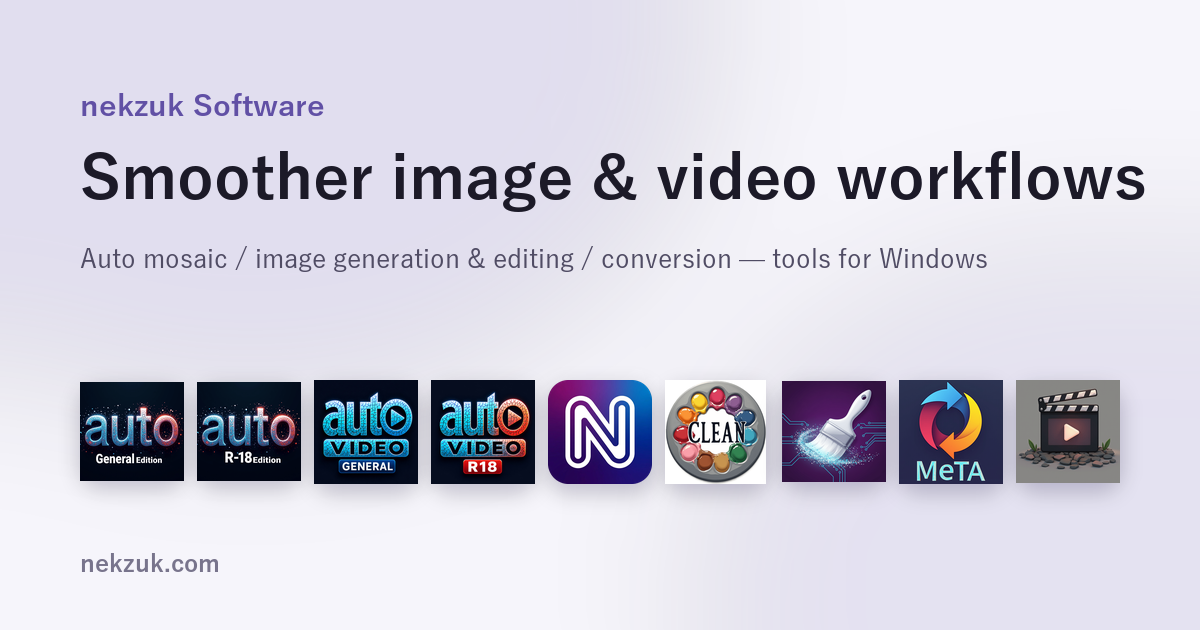 nekzuk Software
Smoother image & video workflows
Auto mosaic / image generation & editing / conversion — tools for Windows
auto
General Edition
auto
R-18 Edition
auto
VIDEO
GENERAL
auto
VIDEO
R18
N
CLEAN
MeTA
nekzuk.com